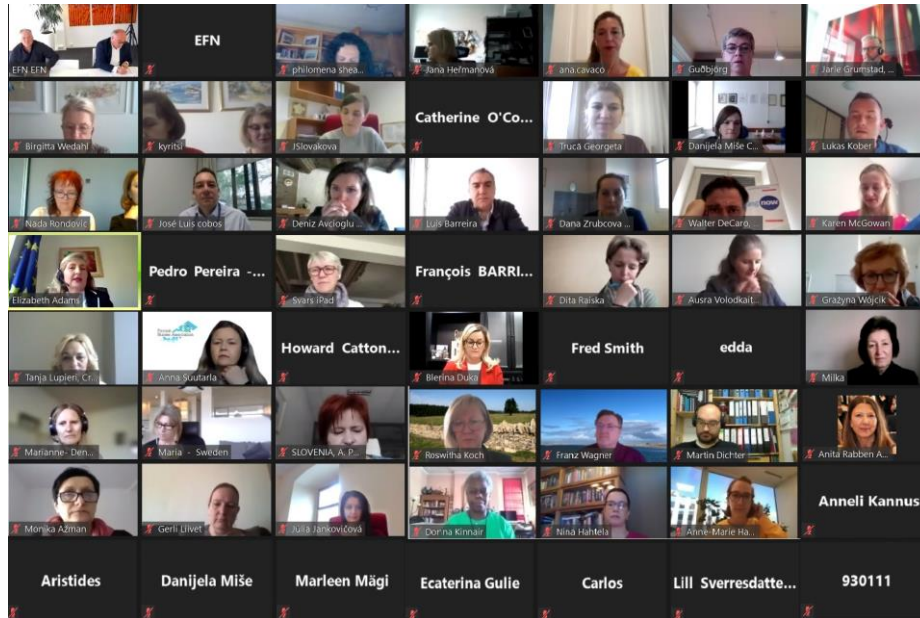 EFN EFN
EFN
philomena shea...
Jana Heřmanová
ana.cavaco
Guðbjörg
Jarle Grumstad, ...
Birgitta Wedahl
kyritsi
JSlovakova
Catherine O'Co...
Trucă Georgeta
Danijela Miše C...
Lukas Kober
Nada Rondovic
José Luis cobos
Deniz Avcioglu ...
Luis Barreira
Dana Zrubcova ...
Walter DeCaro, ...
Karen McGowan
Elizabeth Adams
Pedro Pereira -...
Svars iPad
François BARRI...
Dita Raiska
Ausra Volodkait...
Grażyna Wójcik
Tanja Lupieri, Cr...
Anna Suutarla
Howard Catton...
Blerina Duka
Fred Smith
edda
Milka
Marianne- Den...
Maria - Sweden
SLOVENIA, A. P...
Roswitha Koch
Franz Wagner
Martin Dichter
Anita Rabben A...
Monika Ažman
Gerli Liivet
Júlia Jankovičová
Donna Kinnair
Nina Hahtela
Anne-Marie Ha...
Anneli Kannus
Aristides
Danijela Miše
Marleen Mägi
Ecaterina Gulie
Carlos
Lill Sverresdatte...
930111